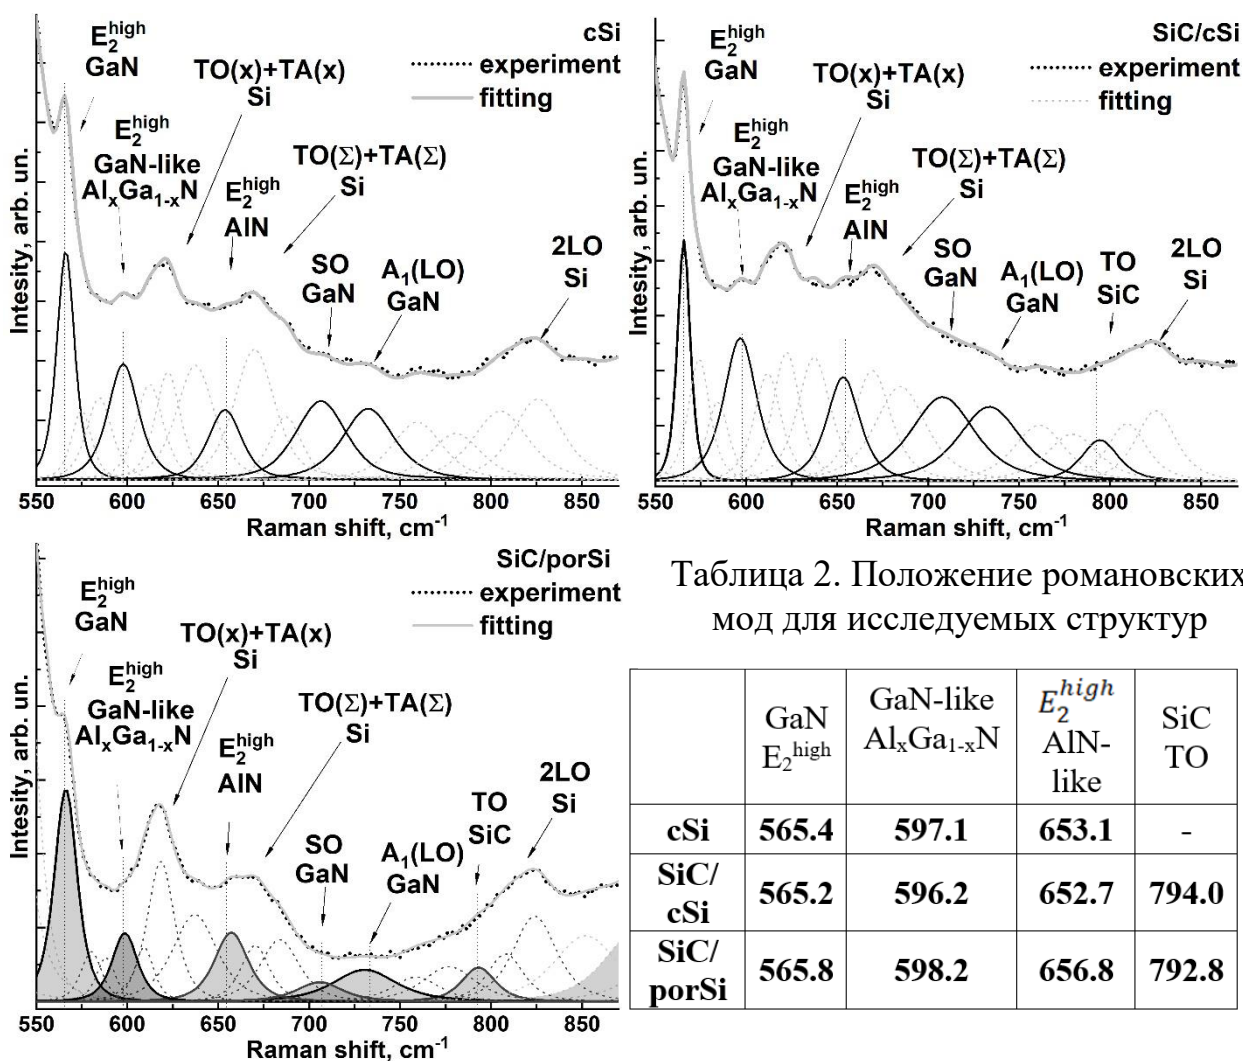 cSi
experiment
fitting
E₂ʰⁱᵍʰ
GaN
TO(x)+TA(x)
Si
E₂ʰⁱᵍʰ
GaN-like
AlₓGa₁₋ₓN
TO(Σ)+TA(Σ)
Si
E₂ʰⁱᵍʰ
AlN
SO
GaN
A₁(LO)
GaN
2LO
Si
Intesity, arb. un.
550 600 650 700 750 800 850
Raman shift, cm⁻¹
SiC/cSi
experiment
fitting
E₂ʰⁱᵍʰ
GaN
TO(x)+TA(x)
Si
E₂ʰⁱᵍʰ
GaN-like
AlₓGa₁₋ₓN
TO(Σ)+TA(Σ)
Si
E₂ʰⁱᵍʰ
AlN
SO
GaN
A₁(LO)
GaN
TO
SiC
2LO
Si
Intesity, arb. un.
550 600 650 700 750 800 850
Raman shift, cm⁻¹
SiC/porSi
experiment
fitting
E₂ʰⁱᵍʰ
GaN
TO(x)+TA(x)
Si
E₂ʰⁱᵍʰ
GaN-like
AlₓGa₁₋ₓN
TO(Σ)+TA(Σ)
Si
E₂ʰⁱᵍʰ
AlN
SO
GaN
A₁(LO)
GaN
TO
SiC
2LO
Si
Intesity, arb. un.
550 600 650 700 750 800 850
Raman shift, cm⁻¹
Таблица 2. Положение романовских
мод для исследуемых структур
GaN
E₂ʰⁱᵍʰ
GaN-like
AlₓGa₁₋ₓN
E₂ʰⁱᵍʰ
AlN-
like
SiC
TO
cSi 565.4 597.1 653.1 -
SiC/
cSi 565.2 596.2 652.7 794.0
SiC/
porSi 565.8 598.2 656.8 792.8